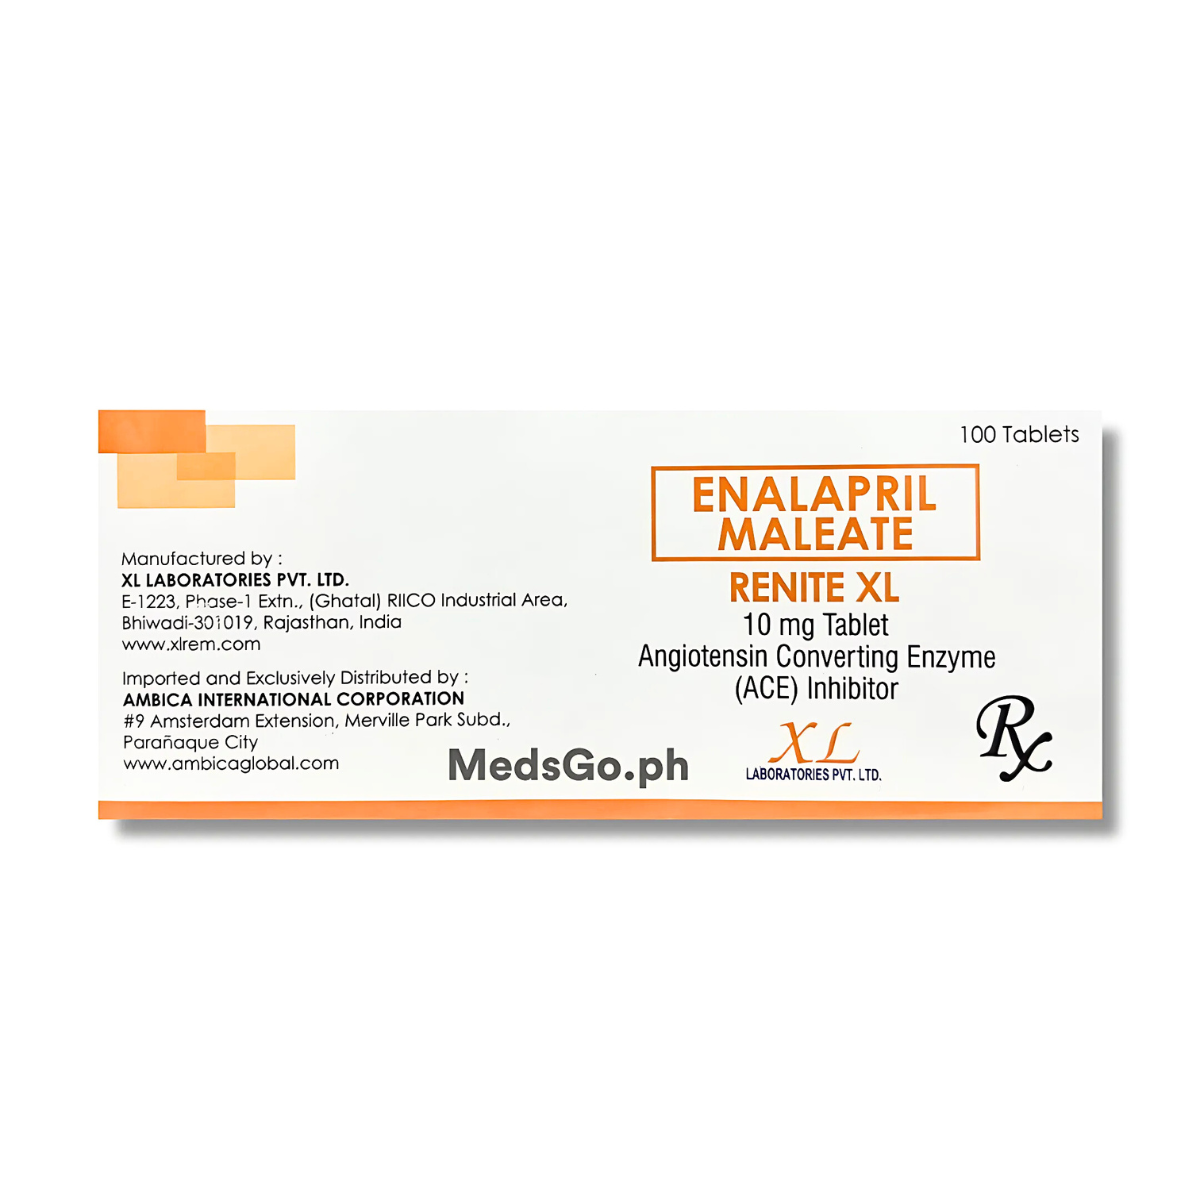 100 Tablets
ENALAPRIL
MALEATE
RENITE XL
10 mg Tablet
Angiotensin Converting Enzyme
(ACE) Inhibitor
XL
LABORATORIES PVT. LTD.
Rx
Manufactured by :
XL LABORATORIES PVT. LTD.
E-1223, Phase-1 Extn., (Ghatal) RIICO Industrial Area,
Bhiwadi-301019, Rajasthan, India
www.xlrem.com
Imported and Exclusively Distributed by :
AMBICA INTERNATIONAL CORPORATION
#9 Amsterdam Extension, Merville Park Subd.,
Parañaque City
www.ambicaglobal.com
MedsGo.ph